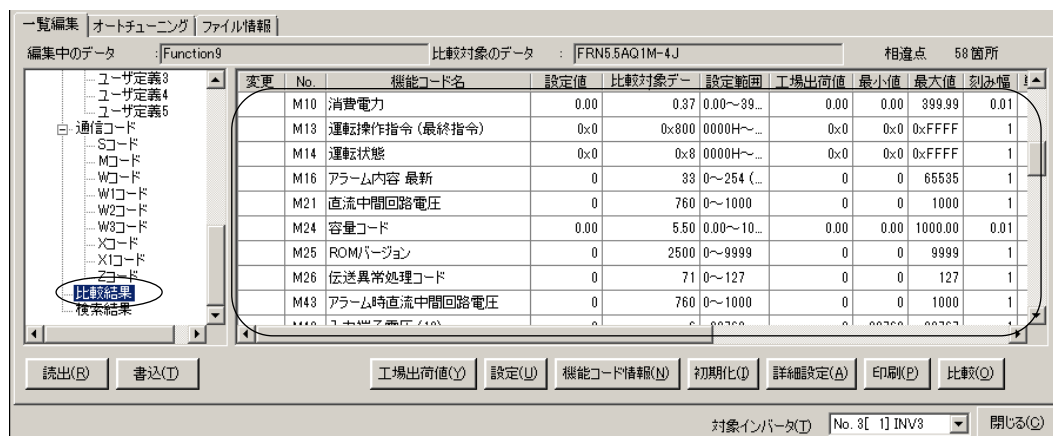 一覧編集 オートチューニング ファイル情報
編集中のデータ :Function9 比較対象のデータ : FRN5.5AQ1M-4J 相違点 58箇所
ユーザ定義3
ユーザ定義4
ユーザ定義5
通信コード
Sコード
Mコード
Wコード
W1コード
W2コード
W3コード
Xコード
X1コード
Zコード
比較結果
検索結果
変更 No. 機能コード名 設定値 比較対象デー 設定範囲 工場出荷値 最小値 最大値 刻み幅
M10 消費電力 0.00 0.37 0.00~39... 0.00 0.00 399.99 0.01
M13 運転操作指令 (最終指令) 0x0 0x800 0000H~... 0x0 0x0 0xFFFF 1
M14 運転状態 0x0 0x8 0000H~... 0x0 0x0 0xFFFF 1
M16 アラーム内容 最新 0 33 0~254 (... 0 0 65535 1
M21 直流中間回路電圧 0 760 0~1000 0 0 1000 1
M24 容量コード 0.00 5.50 0.00~10... 0.00 0.00 1000.00 0.01
M25 ROMバージョン 0 2500 0~9999 0 0 9999 1
M26 伝送異常処理コード 0 71 0~127 0 0 127 1
M43 アラーム時直流中間回路電圧 0 760 0~1000 0 0 1000 1
読出(R) 書込(T) 工場出荷値(Y) 設定(U) 機能コード情報(N) 初期化(I) 詳細設定(A) 印刷(P) 比較(O)
対象インバータ(T) No. 3[ 1] INV3 閉じる(C)